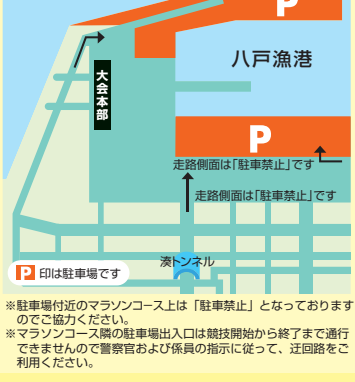 P
八戸漁港
大会本部
P
走路側面は「駐車禁止」です
走路側面は「駐車禁止」です
湊トンネル
P 印は駐車場です
※駐車場付近のマラソンコース上は「駐車禁止」となっております
のでご協力ください。
※マラソンコース隣の駐車場出入口は競技開始から終了まで通行
できませんので警察官および係員の指示に従って、迂回路をご
利用ください。